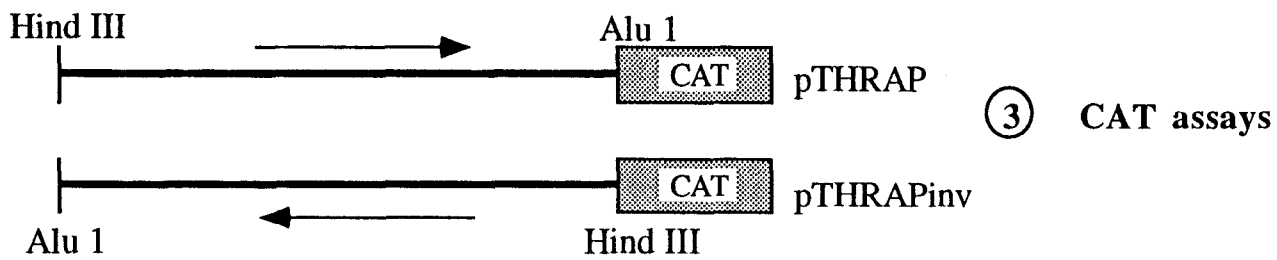 Hind III
Alu 1
CAT
pTHRAP
3 CAT assays
CAT
pTHRAPinv
Alu 1
Hind III